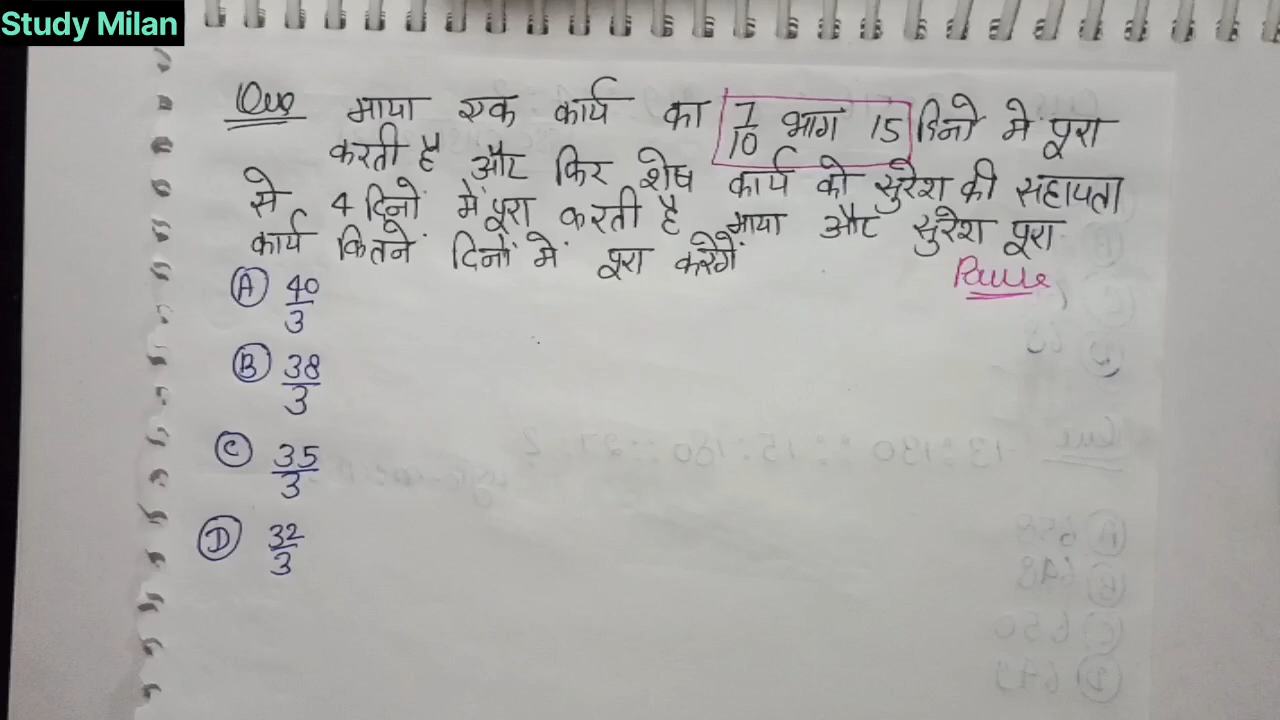 Study Milan
Que माया एक कार्य का 7/10 भाग 15 दिनो मे पूरा
करती है और फिर शेष कार्य को सुरेश की सहायता
से 4 दिनों में पूरा करती है माया और सुरेश पूरा
कार्य कितने दिनों मे पूरा करेगें
Pause
(A) 40/3
(B) 38/3
(C) 35/3
(D) 32/3